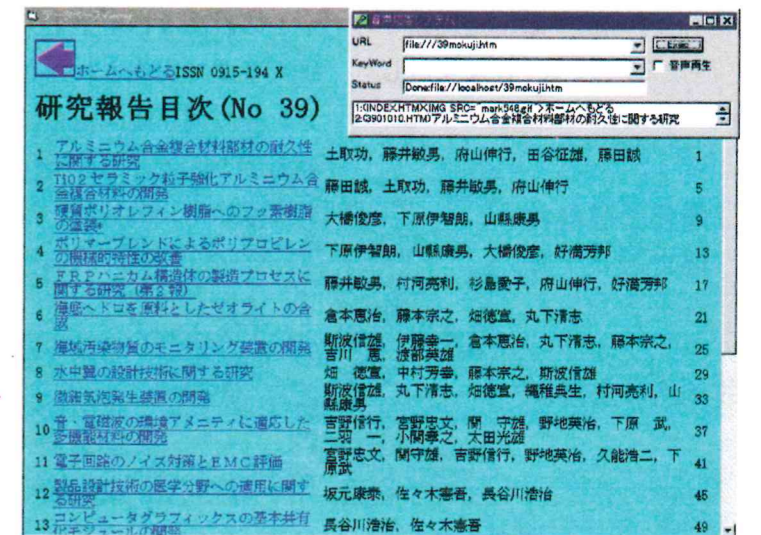 URL file:///39mokuji.htm
KeyWord 音声再生
Status Done:file://localhost/39mokuji.htm
1:(INDEX.HTMXIMG SRC="mark548.gif">ホームへもどる
2:(3901010.HTM)アルミニウム合金複合材料部材の耐久性に関する研究
ホームへもどるISSN 0915-194 X
研究報告目次(No 39)
1 アルミニウム合金複合材料部材の耐久性に関する研究 土取功, 藤井敏男, 府山伸行, 田谷征雄, 藤田誠 1
2 TiO2セラミック粒子強化アルミニウム合金複合材料の開発 藤田誠, 土取功, 藤井敏男, 府山伸行 5
3 硬質ポリオレフィン樹脂へのフッ素樹脂の塗装 大橋俊彦, 下原伊智朗, 山縣康男 9
4 ポリマーブレンドによるポリプロピレンの機械的特性の改善 下原伊智朗, 山縣康男, 大橋俊彦, 好満芳邦 13
5 FRPハニカム構造体の製造プロセスに関する研究(第3報) 藤井敏男, 村河亮利, 杉島愛子, 府山伸行, 好満芳邦 17
6 海底ヘドロを原料としたゼオライトの合 倉本恵治, 藤本宗之, 畑徳宣, 丸下清志 21
7 海域汚染物質のモニタリング装置の開発 斯波信雄, 伊藤幸一, 倉本恵治, 丸下清志, 藤本宗之, 吉川 恵, 渡部英雄 25
8 水中翼の設計技術に関する研究 畑 徳宣, 中村芳春, 藤本宗之, 斯波信雄 29
9 微細気泡発生装置の開発 斯波信雄, 丸下清志, 畑徳宣, 縄稚典生, 村河亮利, 山縣康男 33
10 音・電磁波の環境アメニティに適応した多機能材料の開発 吉野信行, 宮野忠文, 関 守雄, 野地英治, 下原 武, 二羽 一, 小関幸之, 太田光雄 37
11 電子回路のノイズ対策とEMC評価 宮野忠文, 関守雄, 吉野信行, 野地英治, 久能浩二, 下原武 41
12 製品設計技術の医学分野への適用に関する研究 坂元康泰, 佐々木憲吾, 長谷川浩治 45
13 コンピュータグラフィックスの基本共有化モジュールの開発 長谷川浩治, 佐々木憲吾 49